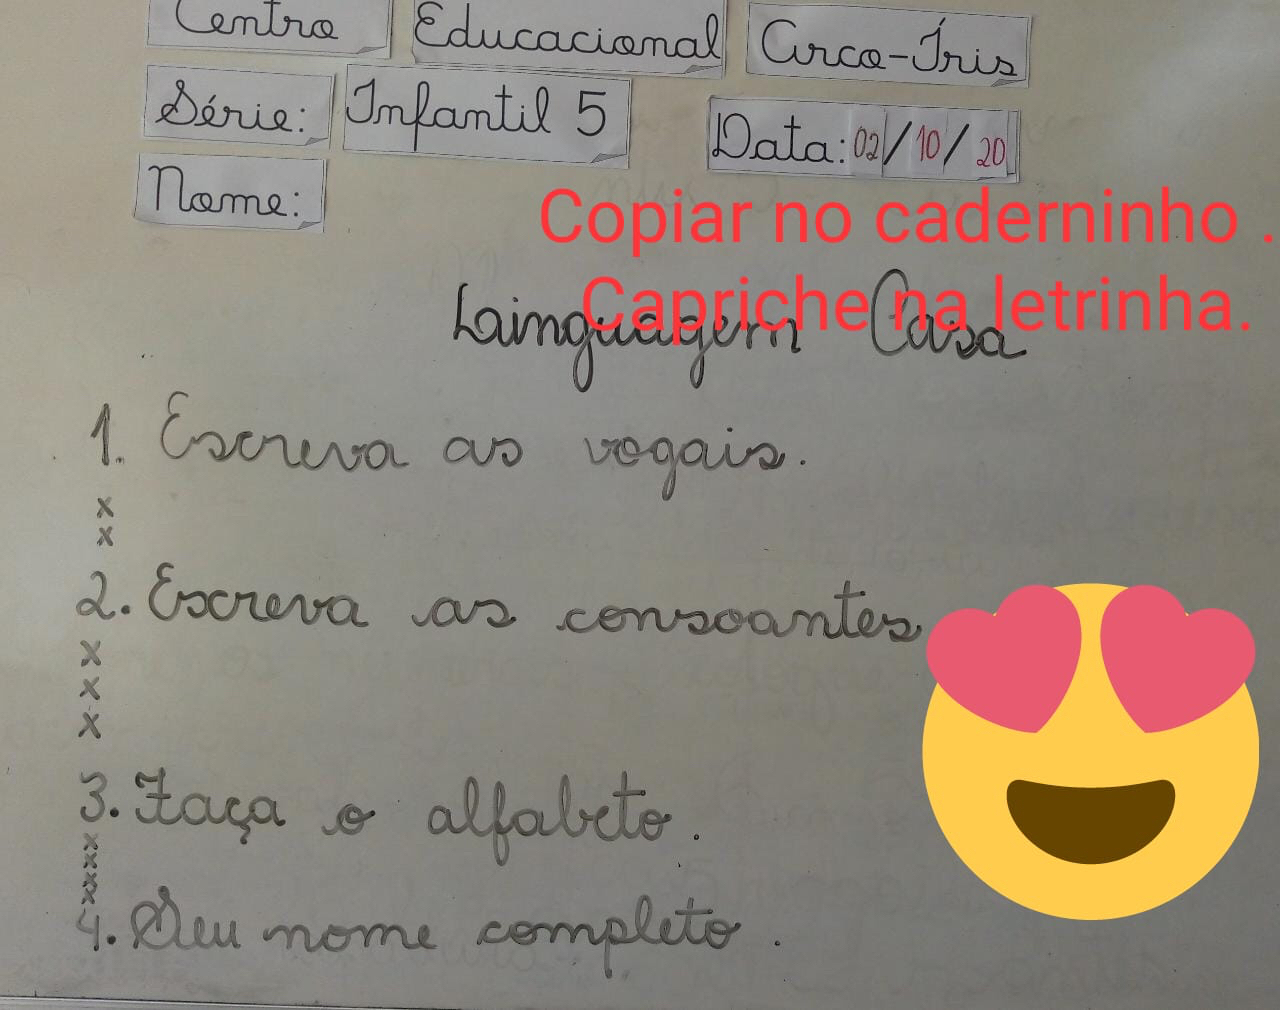 Centro Educacional Arco-Íris
Série: Infantil 5 Data: 02/10/20
Nome:
Copiar no caderninho .
Capriche na letrinha.
Lainguagem Casa
1. Escreva as vogais.
x
x
2. Escreva as consoantes
x
x
x
3. Faça o alfabeto.
x
x
x
x
4. Seu nome completo.